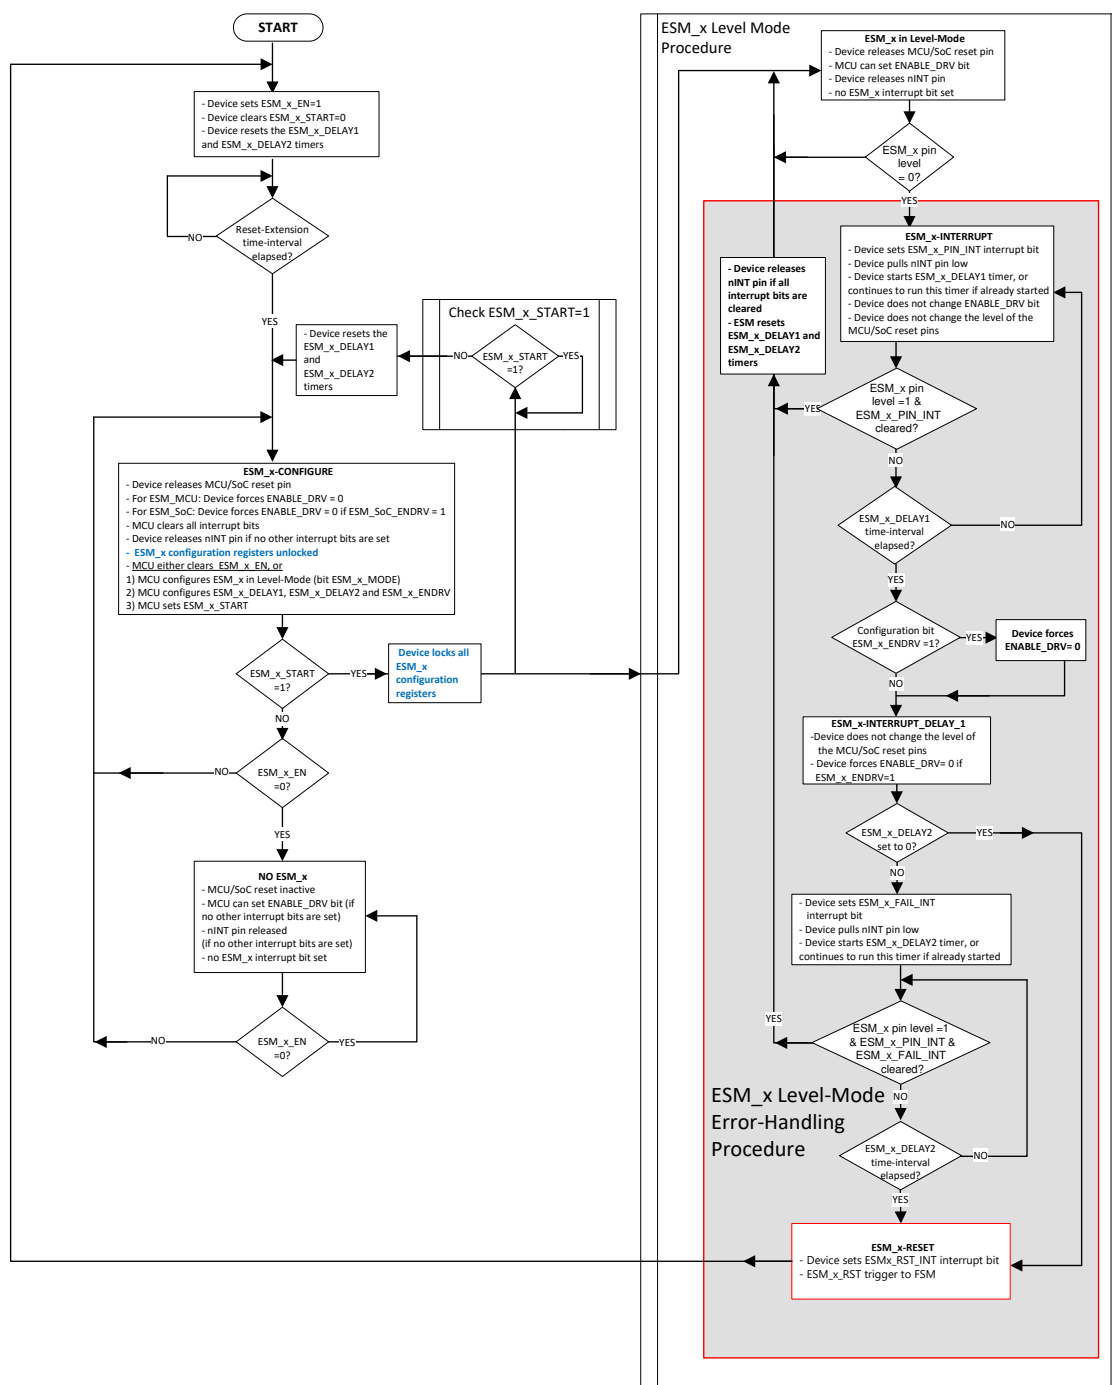 START
- Device sets ESM_x_EN=1
- Device clears ESM_x_START=0
- Device resets the ESM_x_DELAY1
and ESM_x_DELAY2 timers
Reset-Extension
time-interval
elapsed?
NO
YES
- Device resets the
ESM_x_DELAY1
and
ESM_x_DELAY2
timers
Check ESM_x_START=1
NO
ESM_x_START
=1?
YES
ESM_x-CONFIGURE
- Device releases MCU/SoC reset pin
- For ESM_MCU: Device forces ENABLE_DRV = 0
- For ESM_SoC: Device forces ENABLE_DRV = 0 if ESM_SoC_ENDRV = 1
- MCU clears all interrupt bits
- Device releases nINT pin if no other interrupt bits are set
- ESM_x configuration registers unlocked
- MCU either clears ESM_x_EN, or
1) MCU configures ESM_x in Level-Mode (bit ESM_x_MODE)
2) MCU configures ESM_x_DELAY1, ESM_x_DELAY2 and ESM_x_ENDRV
3) MCU sets ESM_x_START
ESM_x_START
=1?
YES
Device locks all
ESM_x
configuration
registers
NO
ESM_x_EN
=0?
NO
YES
NO ESM_x
- MCU/SoC reset inactive
- MCU can set ENABLE_DRV bit (if
no other interrupt bits are set)
- nINT pin released
(if no other interrupt bits are set)
- no ESM_x interrupt bit set
ESM_x_EN
=0?
NO
YES
ESM_x Level Mode
Procedure
ESM_x in Level-Mode
- Device releases MCU/SoC reset pin
- MCU can set ENABLE_DRV bit
- Device releases nINT pin
- no ESM_x interrupt bit set
ESM_x pin
level
= 0?
YES
ESM_x-INTERRUPT
- Device sets ESM_x_PIN_INT interrupt bit
- Device pulls nINT pin low
- Device starts ESM_x_DELAY1 timer, or
continues to run this timer if already started
- Device does not change ENABLE_DRV bit
- Device does not change the level of the
MCU/SoC reset pins
- Device releases
nINT pin if all
interrupt bits are
cleared
- ESM resets
ESM_x_DELAY1 and
ESM_x_DELAY2
timers
ESM_x pin
level =1 &
ESM_x_PIN_INT
cleared?
YES
NO
ESM_x_DELAY1
time-interval
elapsed?
NO
YES
Configuration bit
ESM_x_ENDRV =1?
YES
Device forces
ENABLE_DRV= 0
NO
ESM_x-INTERRUPT_DELAY_1
-Device does not change the level of
the MCU/SoC reset pins
- Device forces ENABLE_DRV= 0 if
ESM_x_ENDRV=1
ESM_x_DELAY2
set to 0?
YES
NO
- Device sets ESM_x_FAIL_INT
interrupt bit
- Device pulls nINT pin low
- Device starts ESM_x_DELAY2 timer, or
continues to run this timer if already started
YES
ESM_x pin level =1
& ESM_x_PIN_INT &
ESM_x_FAIL_INT
cleared?
NO
ESM_x Level-Mode
Error-Handling
Procedure
ESM_x_DELAY2
time-interval
elapsed?
NO
YES
ESM_x-RESET
- Device sets ESMx_RST_INT interrupt bit
- ESM_x_RST trigger to FSM